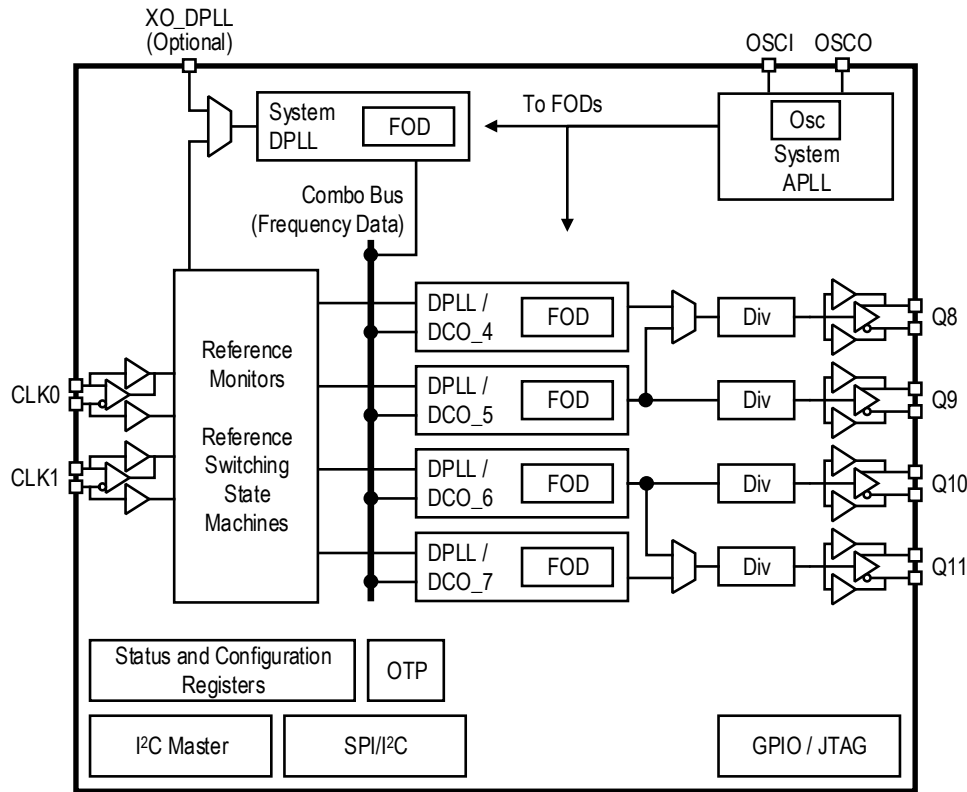 XO_DPLL
(Optional)
OSCI
OSCO
System
DPLL
FOD
To FODs
Osc
System
APLL
Combo Bus
(Frequency Data)
Reference
Monitors
Reference
Switching
State
Machines
CLK0
CLK1
DPLL /
DCO_4
FOD
Div
Q8
DPLL /
DCO_5
FOD
Div
Q9
DPLL /
DCO_6
FOD
Div
Q10
DPLL /
DCO_7
FOD
Div
Q11
Status and Configuration
Registers
OTP
I²C Master
SPI/I²C
GPIO / JTAG